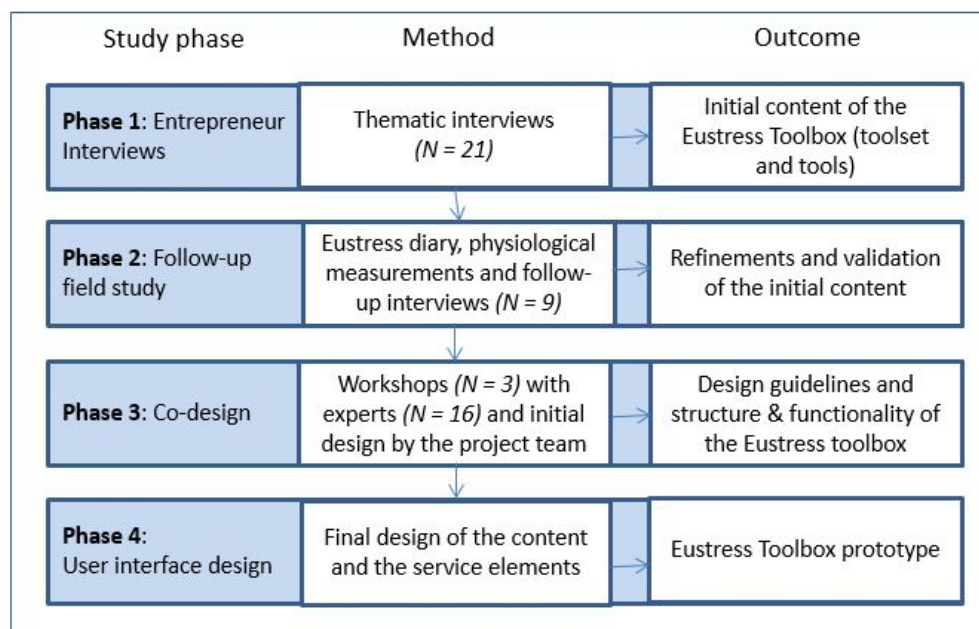 Study phase
Method
Outcome
Phase 1: Entrepreneur
Interviews
Thematic interviews
(N = 21)
Initial content of the
Eustress Toolbox (toolset
and tools)
Phase 2: Follow-up
field study
Eustress diary, physiological
measurements and follow-
up interviews (N = 9)
Refinements and validation
of the initial content
Phase 3: Co-design
Workshops (N = 3) with
experts (N = 16) and initial
design by the project team
Design guidelines and
structure & functionality of
the Eustress toolbox
Phase 4:
User interface design
Final design of the content
and the service elements
Eustress Toolbox prototype